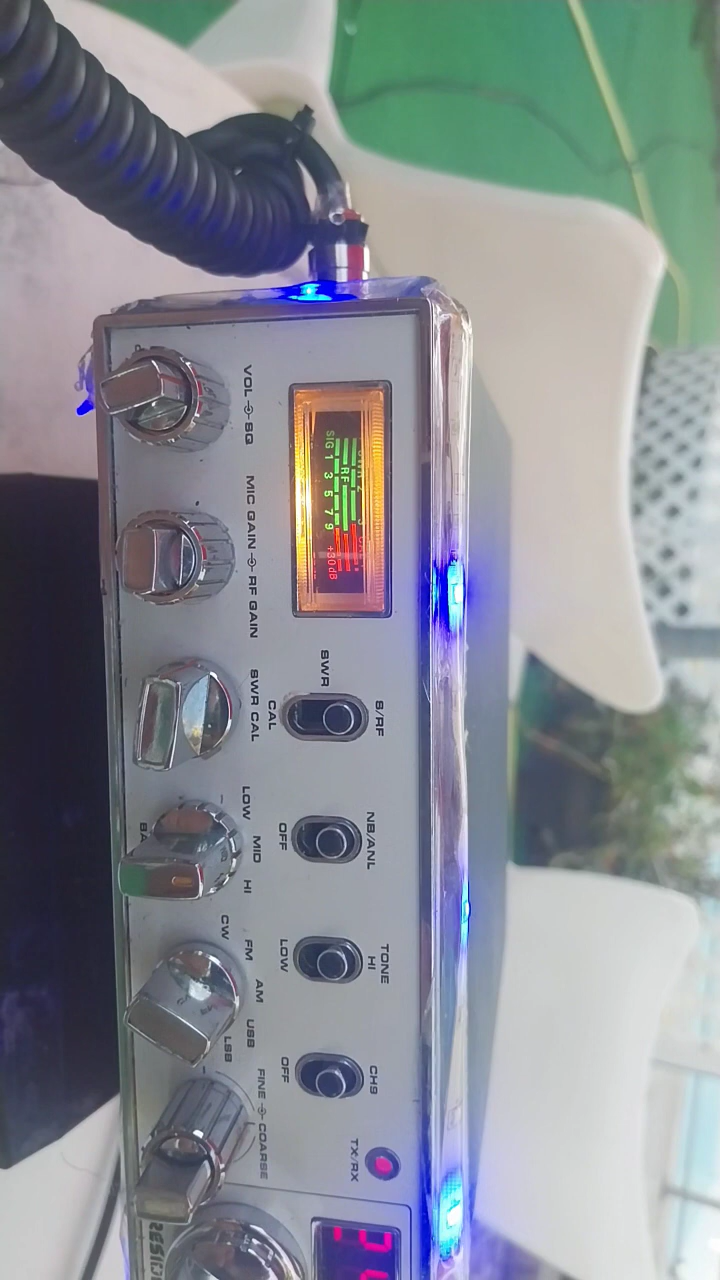 SIG 1 3 5 7 9 +30dB
RF
SWR
S/RF
CAL
NB/ANL
OFF
TONE
HI
LOW
CH9
OFF
TX/RX
VOL SQ
MIC GAIN RF GAIN
SWR CAL
LOW MID HI
CW FM AM USB LSB
FINE COARSE